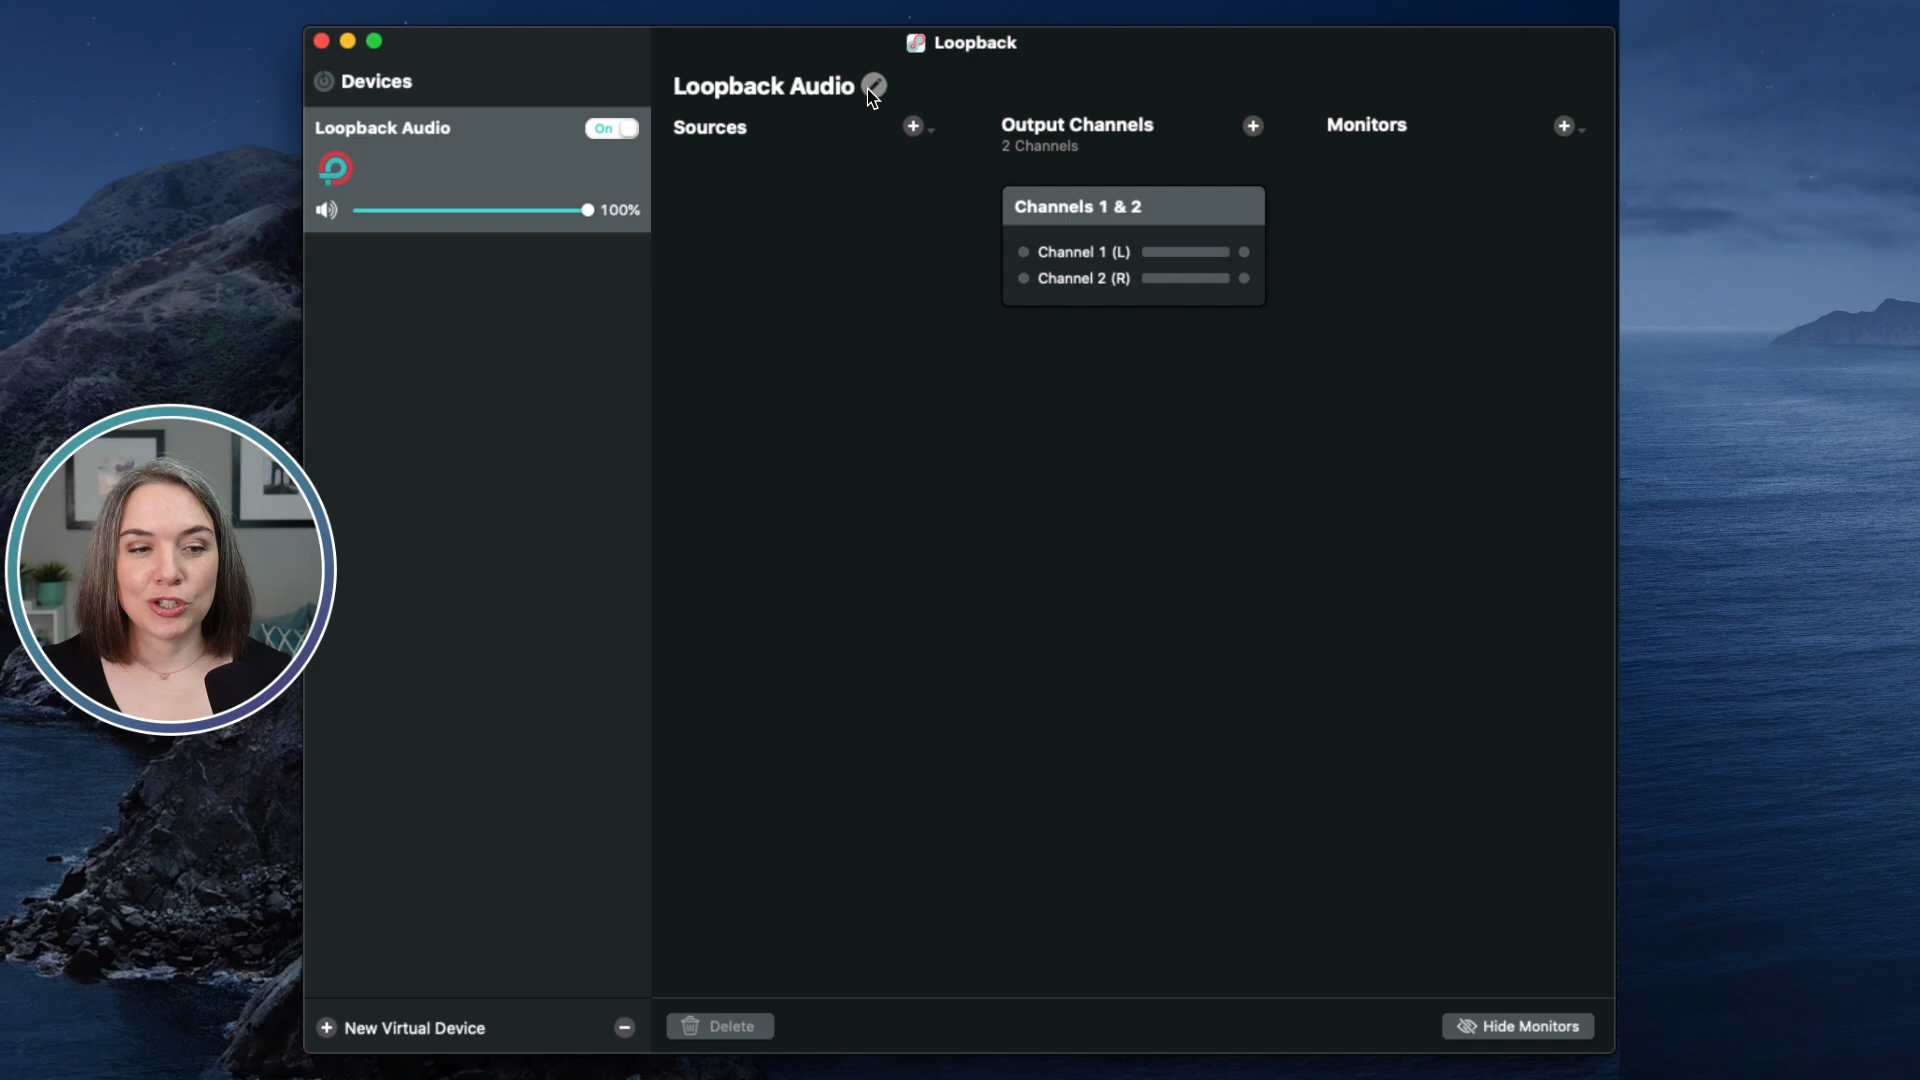 Loopback
Devices
Loopback Audio
On
100%
New Virtual Device
Loopback Audio
Sources
Output Channels
2 Channels
Channels 1 & 2
Channel 1 (L)
Channel 2 (R)
Monitors
Delete
Hide Monitors